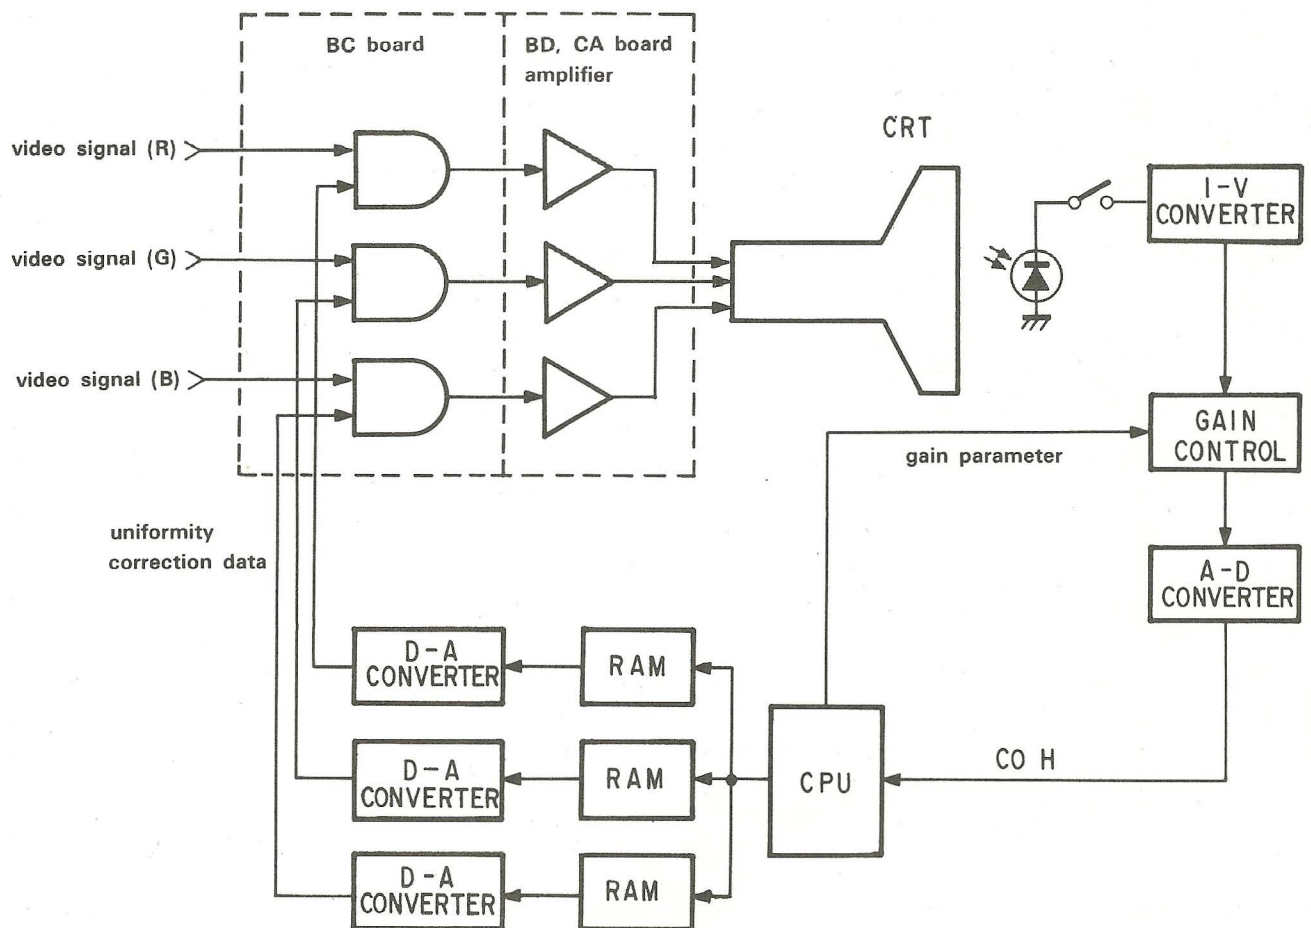 BC board
BD, CA board
amplifier
video signal (R)
video signal (G)
video signal (B)
CRT
I-V
CONVERTER
GAIN
CONTROL
gain parameter
A-D
CONVERTER
uniformity
correction data
D-A
CONVERTER
RAM
D-A
CONVERTER
RAM
CPU
CO H
D-A
CONVERTER
RAM